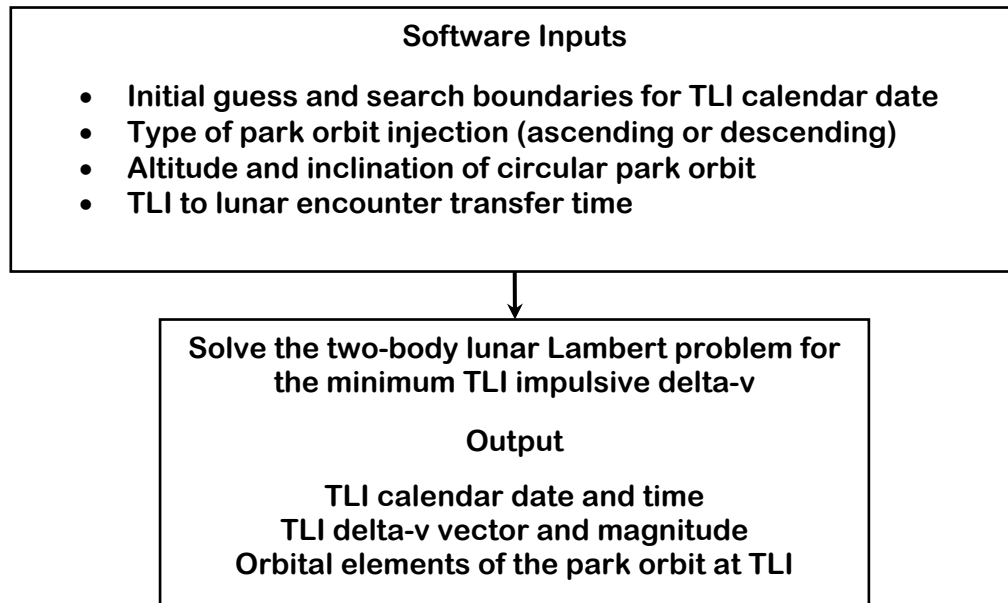 Software Inputs
• Initial guess and search boundaries for TLI calendar date
• Type of park orbit injection (ascending or descending)
• Altitude and inclination of circular park orbit
• TLI to lunar encounter transfer time
Solve the two-body lunar Lambert problem for
the minimum TLI impulsive delta-v
Output
TLI calendar date and time
TLI delta-v vector and magnitude
Orbital elements of the park orbit at TLI